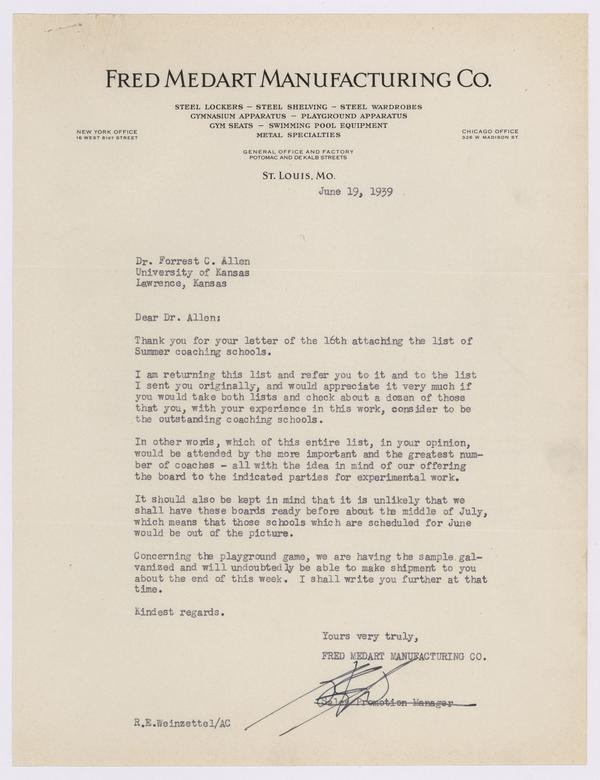 FRED MEDART MANUFACTURING CO.
STEEL LOCKERS – STEEL SHELVING – STEEL WARDROBES
GYMNASIUM APPARATUS – PLAYGROUND APPARATUS
GYM SEATS – SWIMMING POOL EQUIPMENT
METAL SPECIALTIES
NEW YORK OFFICE
16 WEST 61ST STREET
CHICAGO OFFICE
326 W. MADISON ST.
GENERAL OFFICE AND FACTORY
POTOMAC AND DE KALB STREETS
ST. LOUIS, MO.
June 19, 1939
Dr. Forrest C. Allen
University of Kansas
Lawrence, Kansas
Dear Dr. Allen:
Thank you for your letter of the 16th attaching the list of
Summer coaching schools.
I am returning this list and refer you to it and to the list
I sent you originally, and would appreciate it very much if
you would take both lists and check about a dozen of those
that you, with your experience in this work, consider to be
the outstanding coaching schools.
In other words, which of this entire list, in your opinion,
would be attended by the more important and the greatest num-
ber of coaches - all with the idea in mind of our offering
the board to the indicated parties for experimental work.
It should also be kept in mind that it is unlikely that we
shall have these boards ready before about the middle of July,
which means that those schools which are scheduled for June
would be out of the picture.
Concerning the playground game, we are having the sample gal-
vanized and will undoubtedly be able to make shipment to you
about the end of this week. I shall write you further at that
time.
Kindest regards.
Yours very truly,
FRED MEDART MANUFACTURING CO.
Sales Promotion Manager
R.E.Weinzettel/AC